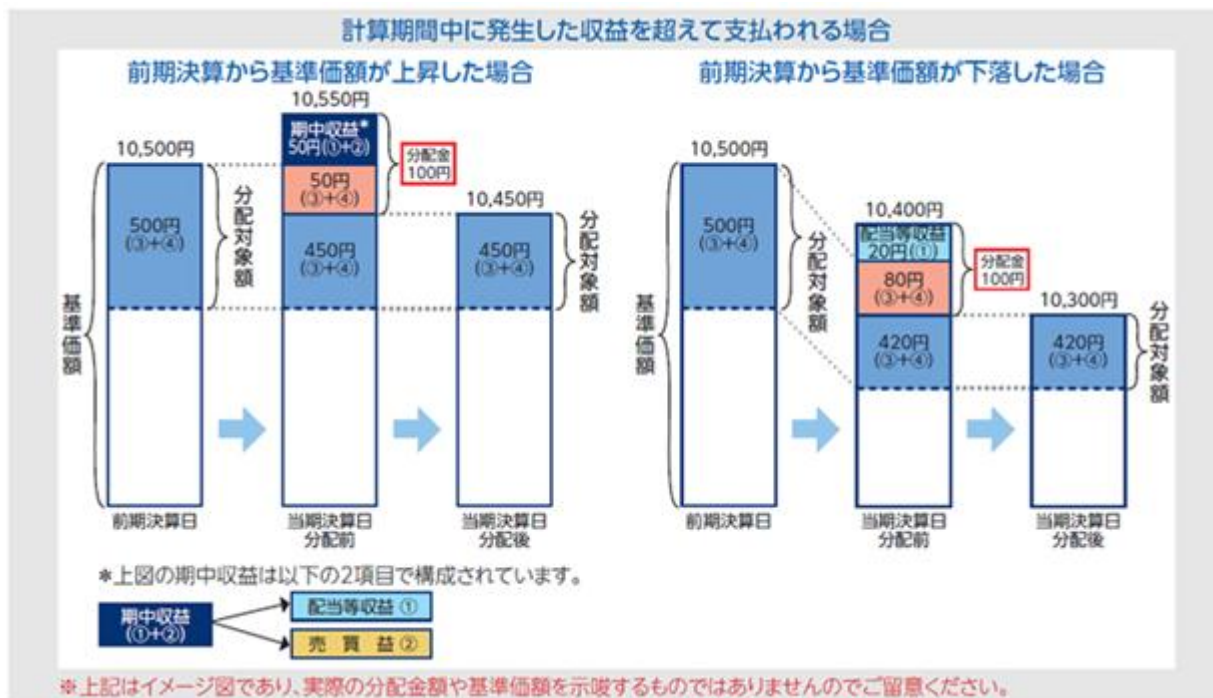 計算期間中に発生した収益を超えて支払われる場合
前期決算から基準価額が上昇した場合
10,500円
500円
(③+④)
分配対象額
基準価額
前期決算日
10,550円
期中収益*
50円(①+②)
50円
(③+④)
450円
(③+④)
分配金
100円
当期決算日
分配前
10,450円
450円
(③+④)
分配対象額
当期決算日
分配後
前期決算から基準価額が下落した場合
10,500円
500円
(③+④)
分配対象額
基準価額
前期決算日
10,400円
配当等収益
20円(①)
80円
(③+④)
420円
(③+④)
分配金
100円
当期決算日
分配前
10,300円
420円
(③+④)
分配対象額
当期決算日
分配後
*上図の期中収益は以下の2項目で構成されています。
期中収益
(①+②)
配当等収益 ①
売 買 益 ②
※上記はイメージ図であり、実際の分配金額や基準価額を示唆するものではありませんのでご留意ください。